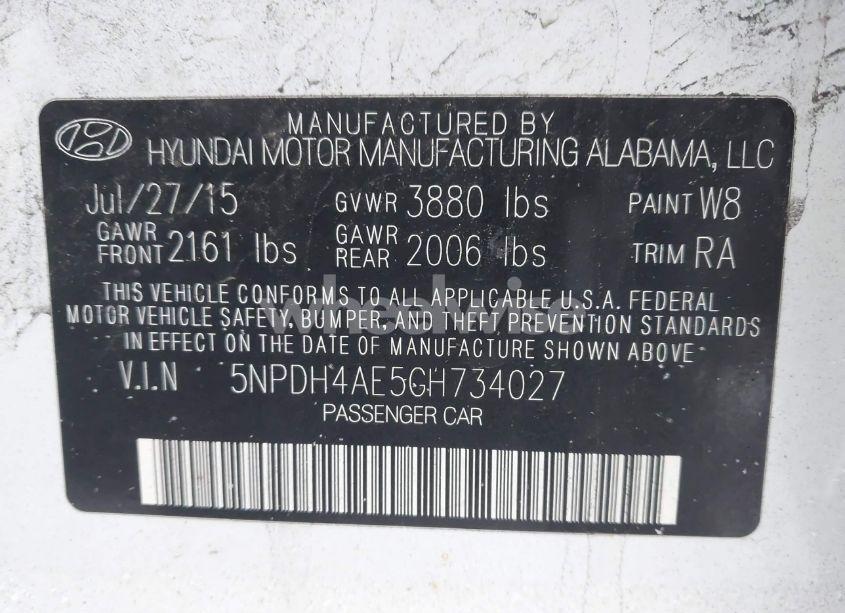 MANUFACTURED BY
HYUNDAI MOTOR MANUFACTURING ALABAMA, LLC
Jul/27/15 GVWR 3880 lbs PAINT W8
GAWR FRONT 2161 lbs GAWR REAR 2006 lbs TRIM RA
THIS VEHICLE CONFORMS TO ALL APPLICABLE U.S.A. FEDERAL
MOTOR VEHICLE SAFETY, BUMPER, AND THEFT PREVENTION STANDARDS
IN EFFECT ON THE DATE OF MANUFACTURE SHOWN ABOVE
V.I.N 5NPDH4AE5GH734027
PASSENGER CAR
wheelwise